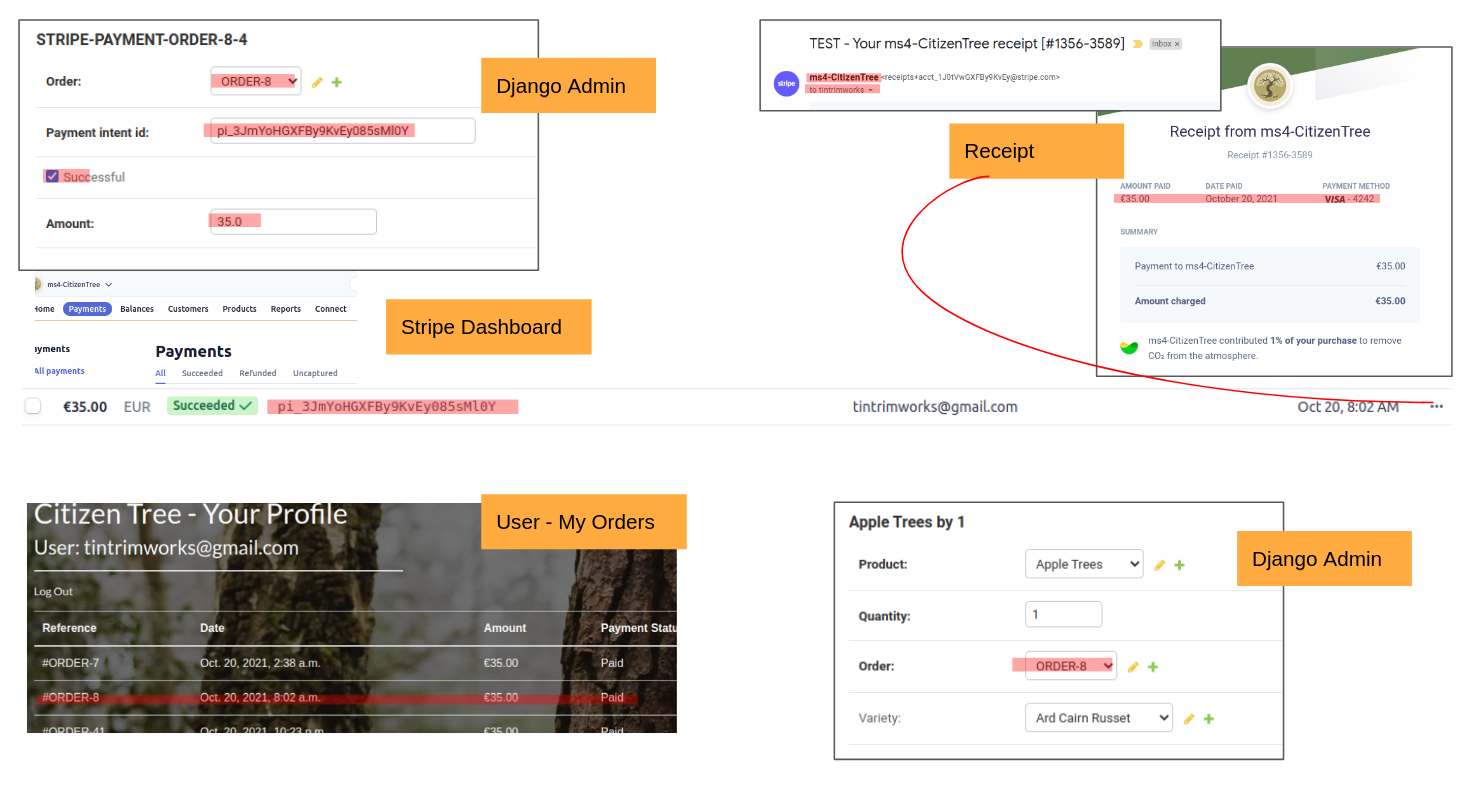 STRIPE-PAYMENT-ORDER-8-4
Order: ORDER-8
Django Admin
Payment intent id: pi_3JmYoHGXFBy9KvEy085sMl0Y
Successful
Amount: 35.0
TEST - Your ms4-CitizenTree receipt [#1356-3589] Inbox ×
stripe
ms4-CitizenTree <receipts+acct_1J0tVwGXFBy9KvEy@stripe.com>
to tintrimworks
Receipt
Receipt from ms4-CitizenTree
Receipt #1356-3589
AMOUNT PAID DATE PAID PAYMENT METHOD
€35.00 October 20, 2021 VISA - 4242
SUMMARY
Payment to ms4-CitizenTree €35.00
Amount charged €35.00
ms4-CitizenTree contributed 1% of your purchase to remove
CO₂ from the atmosphere.
ms4-CitizenTree
Home Payments Balances Customers Products Reports Connect
Stripe Dashboard
ayments Payments
All payments All Succeeded Refunded Uncaptured
€35.00 EUR Succeeded ✓ pi_3JmYoHGXFBy9KvEy085sMl0Y tintrimworks@gmail.com Oct 20, 8:02 AM •••
Citizen Tree - Your Profile
User - My Orders
User: tintrimworks@gmail.com
Log Out
Reference Date Amount Payment Statu
#ORDER-7 Oct. 20, 2021, 2:38 a.m. €35.00 Paid
#ORDER-8 Oct. 20, 2021, 8:02 a.m. €35.00 Paid
#ORDER-41 Oct. 20, 2021, 10:23 p.m. €35.00 Paid
Apple Trees by 1
Django Admin
Product: Apple Trees
Quantity: 1
Order: ORDER-8
Variety: Ard Cairn Russet